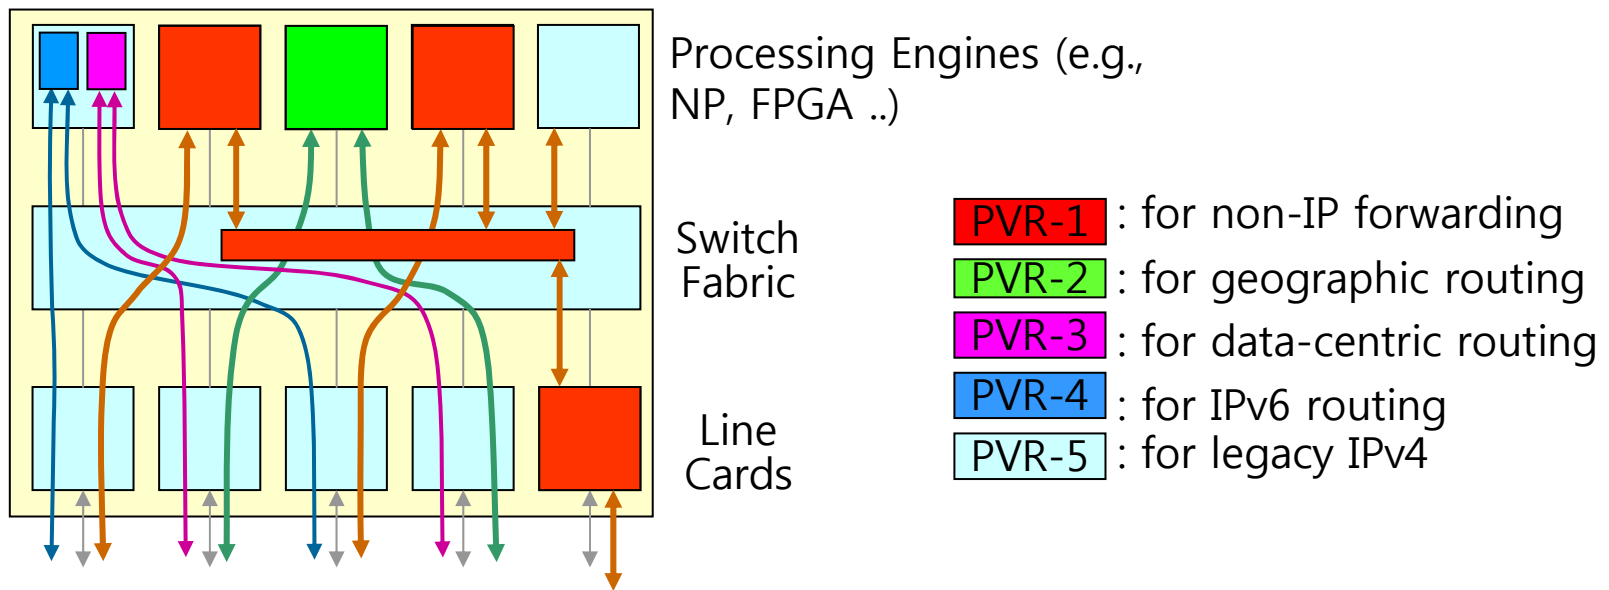 Processing Engines (e.g.,
NP, FPGA ..)
Switch
Fabric
Line
Cards
PVR-1 : for non-IP forwarding
PVR-2 : for geographic routing
PVR-3 : for data-centric routing
PVR-4 : for IPv6 routing
PVR-5 : for legacy IPv4